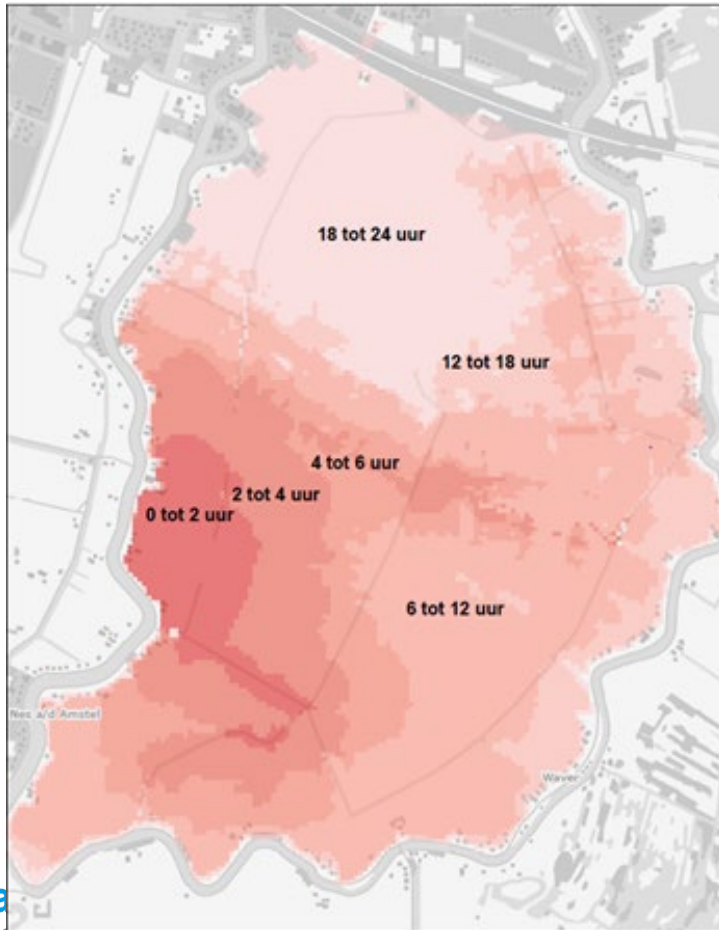 18 tot 24 uur
12 tot 18 uur
4 tot 6 uur
2 tot 4 uur
0 tot 2 uur
6 tot 12 uur
Nes a/d Amstel
Waver
a